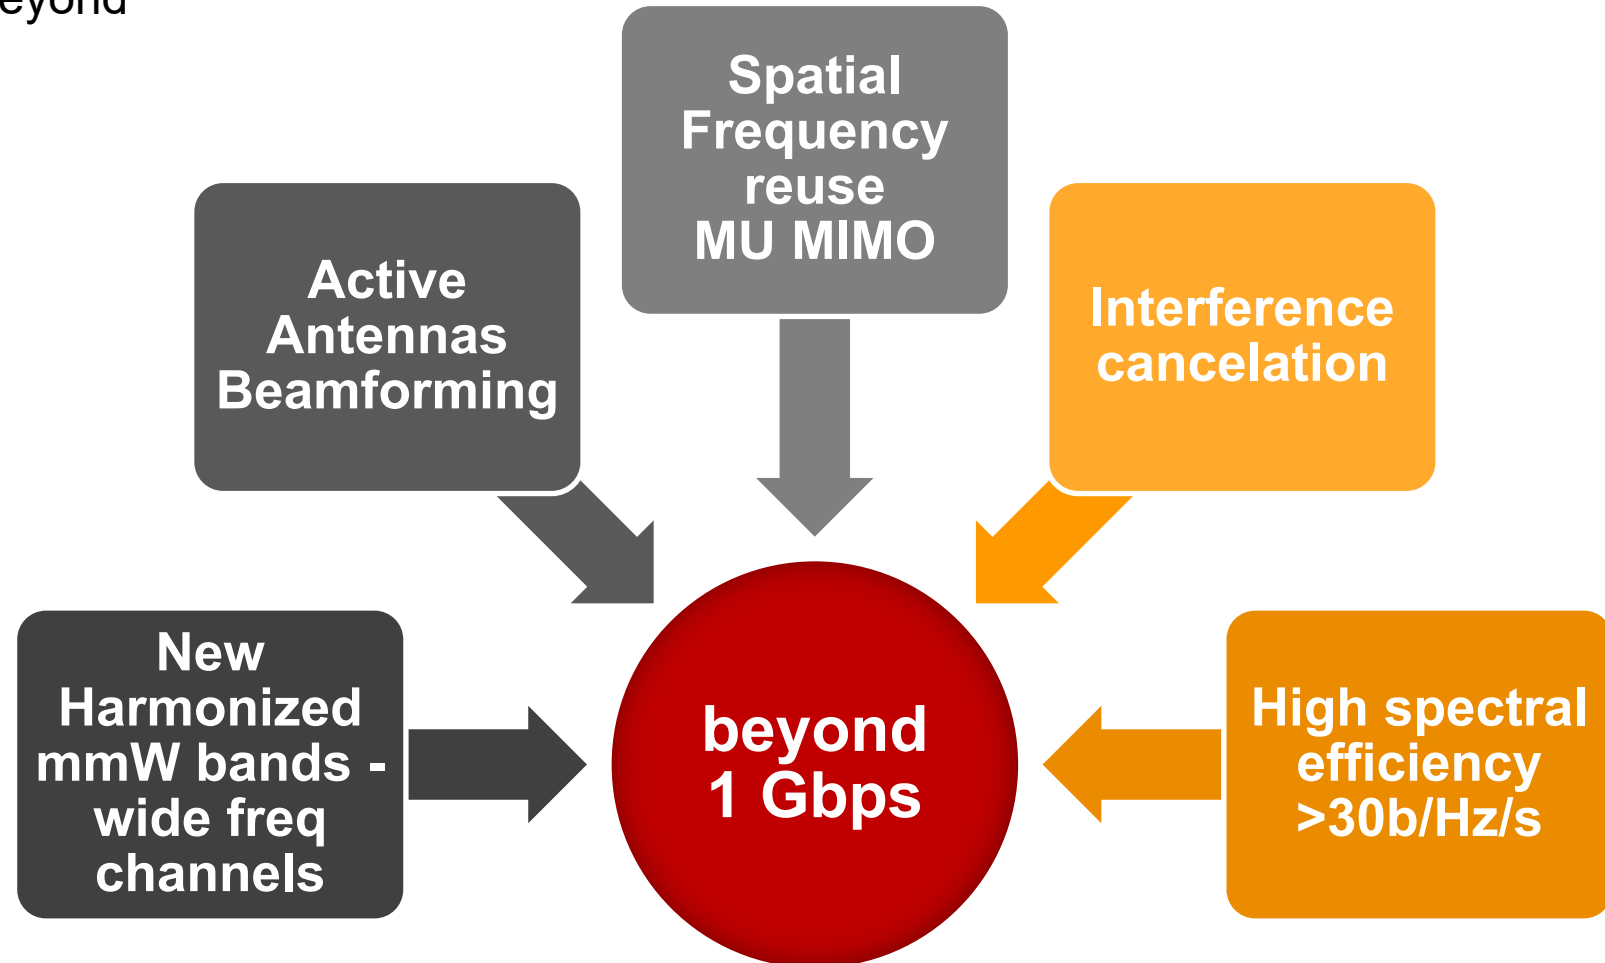 Spatial
Frequency
reuse
MU MIMO
Active
Antennas
Beamforming
Interference
cancelation
New
Harmonized
mmW bands -
wide freq
channels
beyond
1 Gbps
High spectral
efficiency
>30b/Hz/s